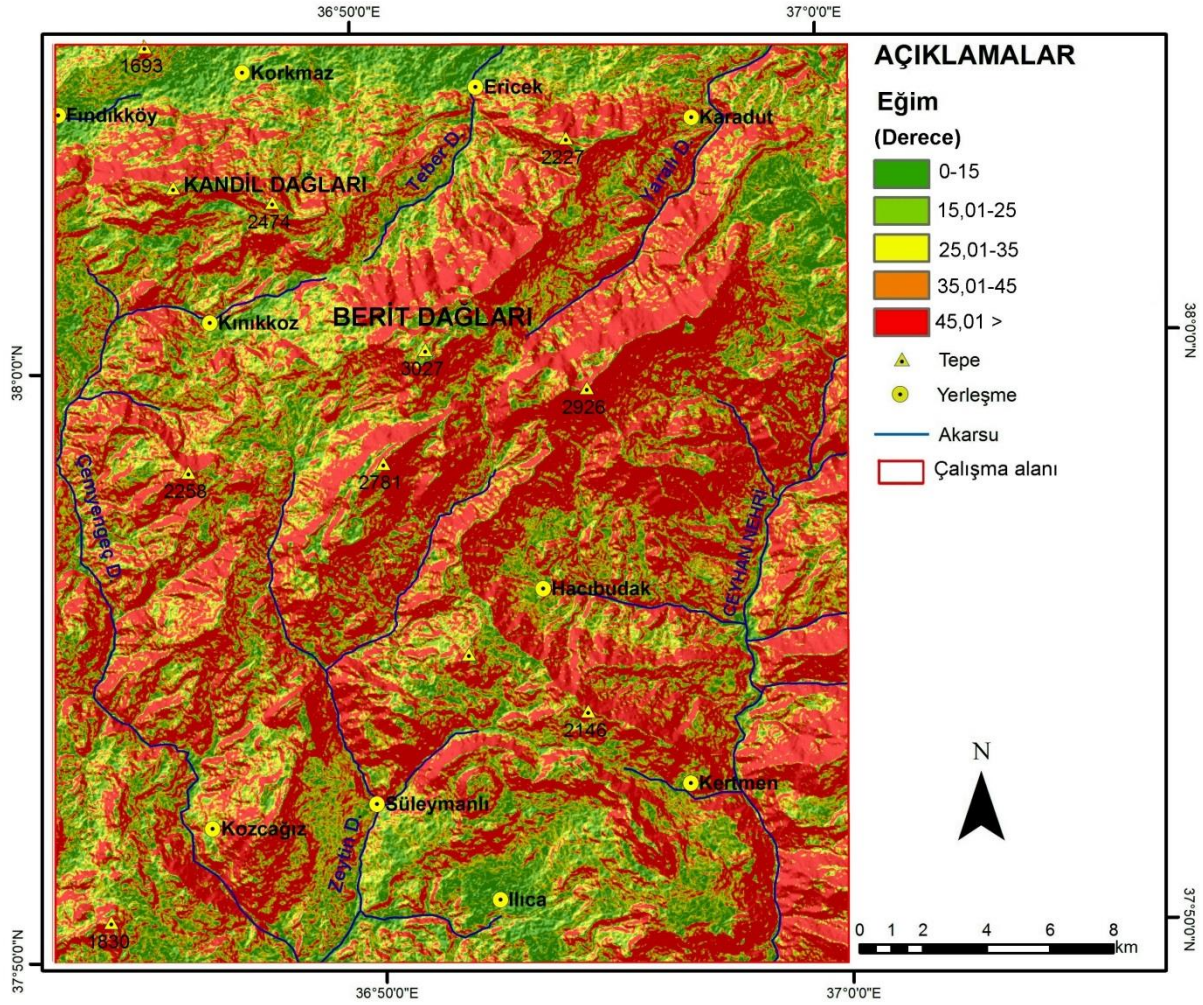 36°50'0"E
37°0'0"E
1693
Korkmaz
Fındıkköy
Ericek
Karadut
2227
Teber D.
Yaralı D.
KANDİL DAĞLARI
2474
Kınıkkoz
BERİT DAĞLARI
3027
2926
38°0'0"N
38°0'0"N
2258
2781
Cemyengeç D.
CEYHAN NEHRİ
Hacıbudak
2146
Kertmen
Süleymanlı
Kozcağız
Zeytin D.
Ilıca
1830
37°50'0"N
37°50'0"N
36°50'0"E
37°0'0"E
AÇIKLAMALAR
Eğim
(Derece)
0-15
15,01-25
25,01-35
35,01-45
45,01 >
Tepe
Yerleşme
Akarsu
Çalışma alanı
N
0 1 2 4 6 8
km